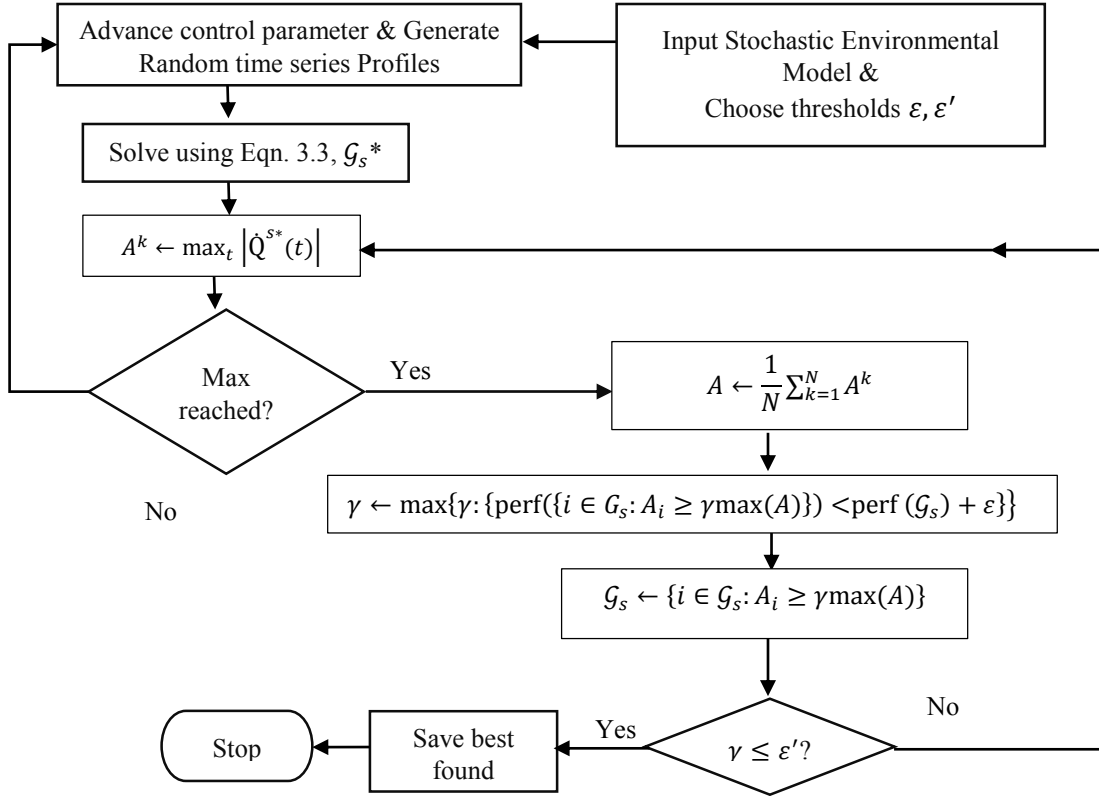 Advance control parameter & Generate
Random time series Profiles
Input Stochastic Environmental
Model &
Choose thresholds ε, ε′
Solve using Eqn. 3.3, 𝒢ₛ*
Aᵏ ← maxₜ |Q̇ˢ*(t)|
Max
reached?
Yes
No
A ← 1/N ∑ₖ₌₁ᴺ Aᵏ
γ ← max{γ: {perf({i ∈ Gₛ: Aᵢ ≥ γmax(A)}) < perf (𝒢ₛ) + ε}}
𝒢ₛ ← {i ∈ 𝒢ₛ: Aᵢ ≥ γmax(A)}
γ ≤ ε′?
No
Yes
Save best
found
Stop